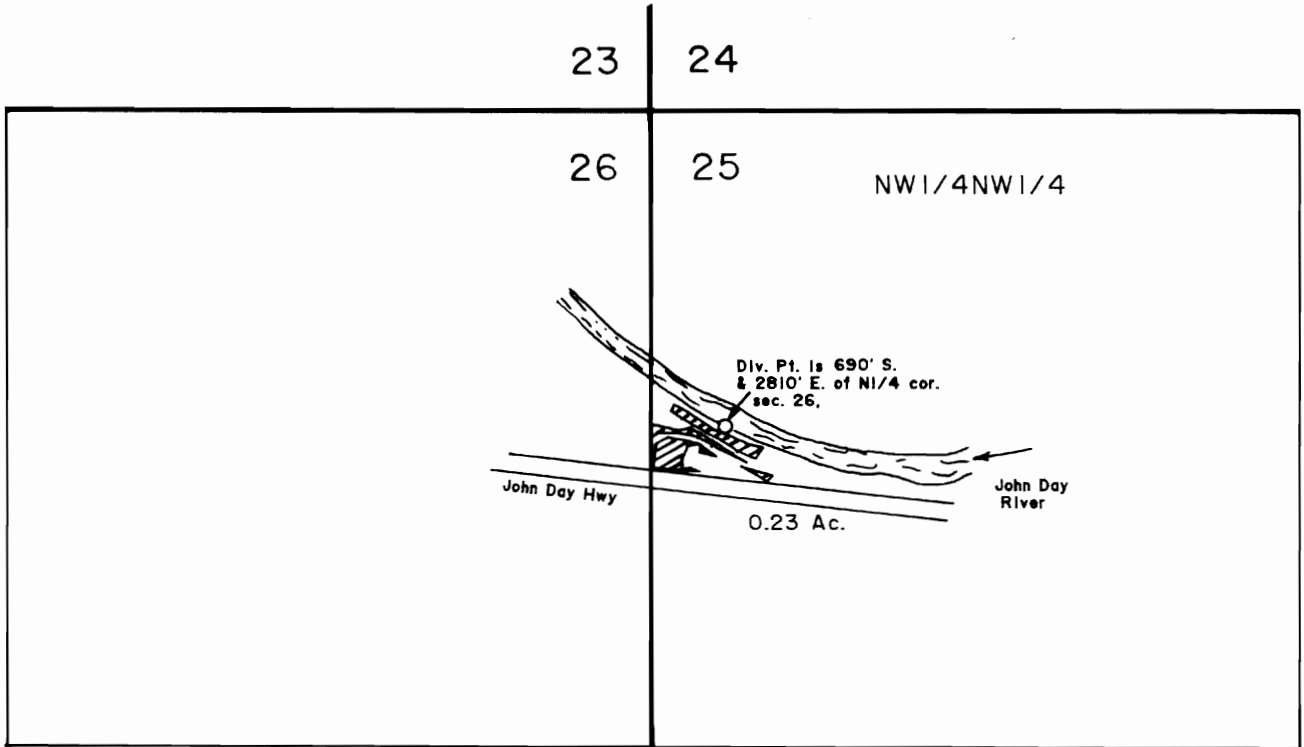 23 24
26 25
NW1/4NW1/4
Div. Pt. is 690' S.
& 2810' E. of N1/4 cor.
sec. 26,
John Day Hwy
John Day
River
0.23 Ac.